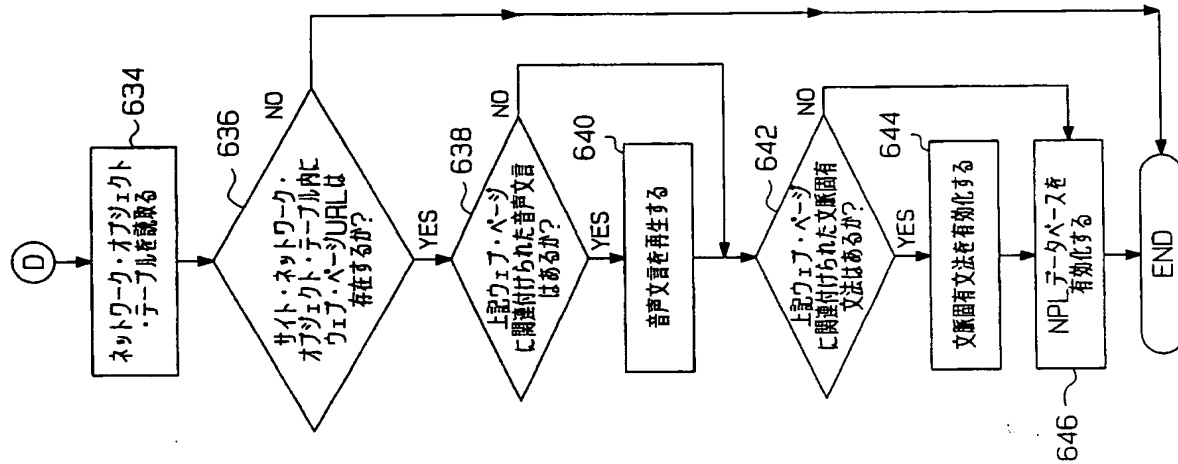 D
634
ネットワーク・オブジェクト
・テーブルを読取る
636
サイト・ネットワーク・
オブジェクト・テーブル内に
ウェブ・ページURLは
存在するか?
NO
YES
638
上記ウェブ・ページ
に関連付けられた音声文言
はあるか?
NO
YES
640
音声文言を再生する
642
上記ウェブ・ページ
に関連付けられた文脈固有
文法はあるか?
NO
YES
644
文脈固有文法を有効化する
NPLデータベースを
有効化する
646
END